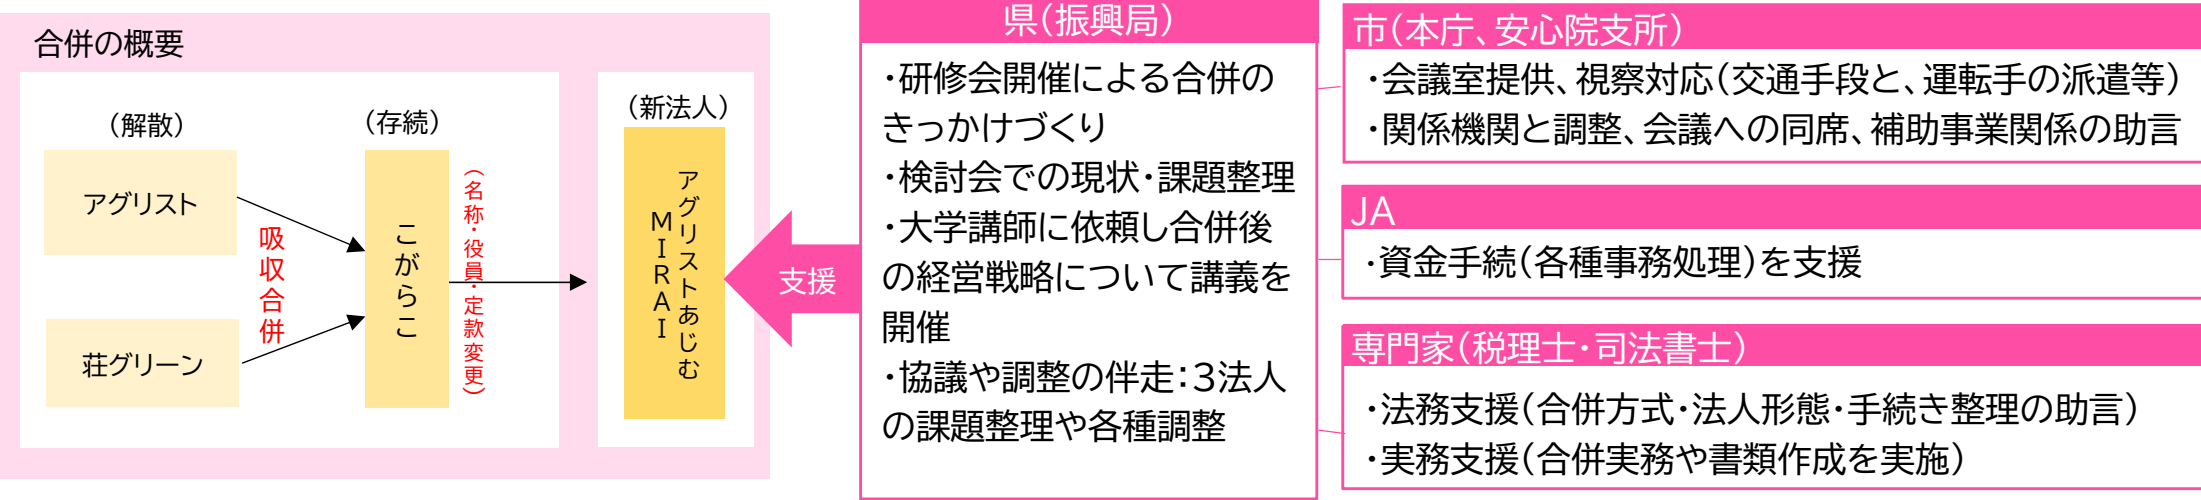 合併の概要
(解散)
アグリスト
荘グリーン
吸収合併
(存続)
こがらこ
(名称・役員・定款変更)
(新法人)
アグリストあじむ
MIRAI
支援
県(振興局)
・研修会開催による合併の
きっかけづくり
・検討会での現状・課題整理
・大学講師に依頼し合併後
の経営戦略について講義を
開催
・協議や調整の伴走:3法人
の課題整理や各種調整
市(本庁、安心院支所)
・会議室提供、視察対応(交通手段と、運転手の派遣等)
・関係機関と調整、会議への同席、補助事業関係の助言
JA
・資金手続(各種事務処理)を支援
専門家(税理士・司法書士)
・法務支援(合併方式・法人形態・手続き整理の助言)
・実務支援(合併実務や書類作成を実施)